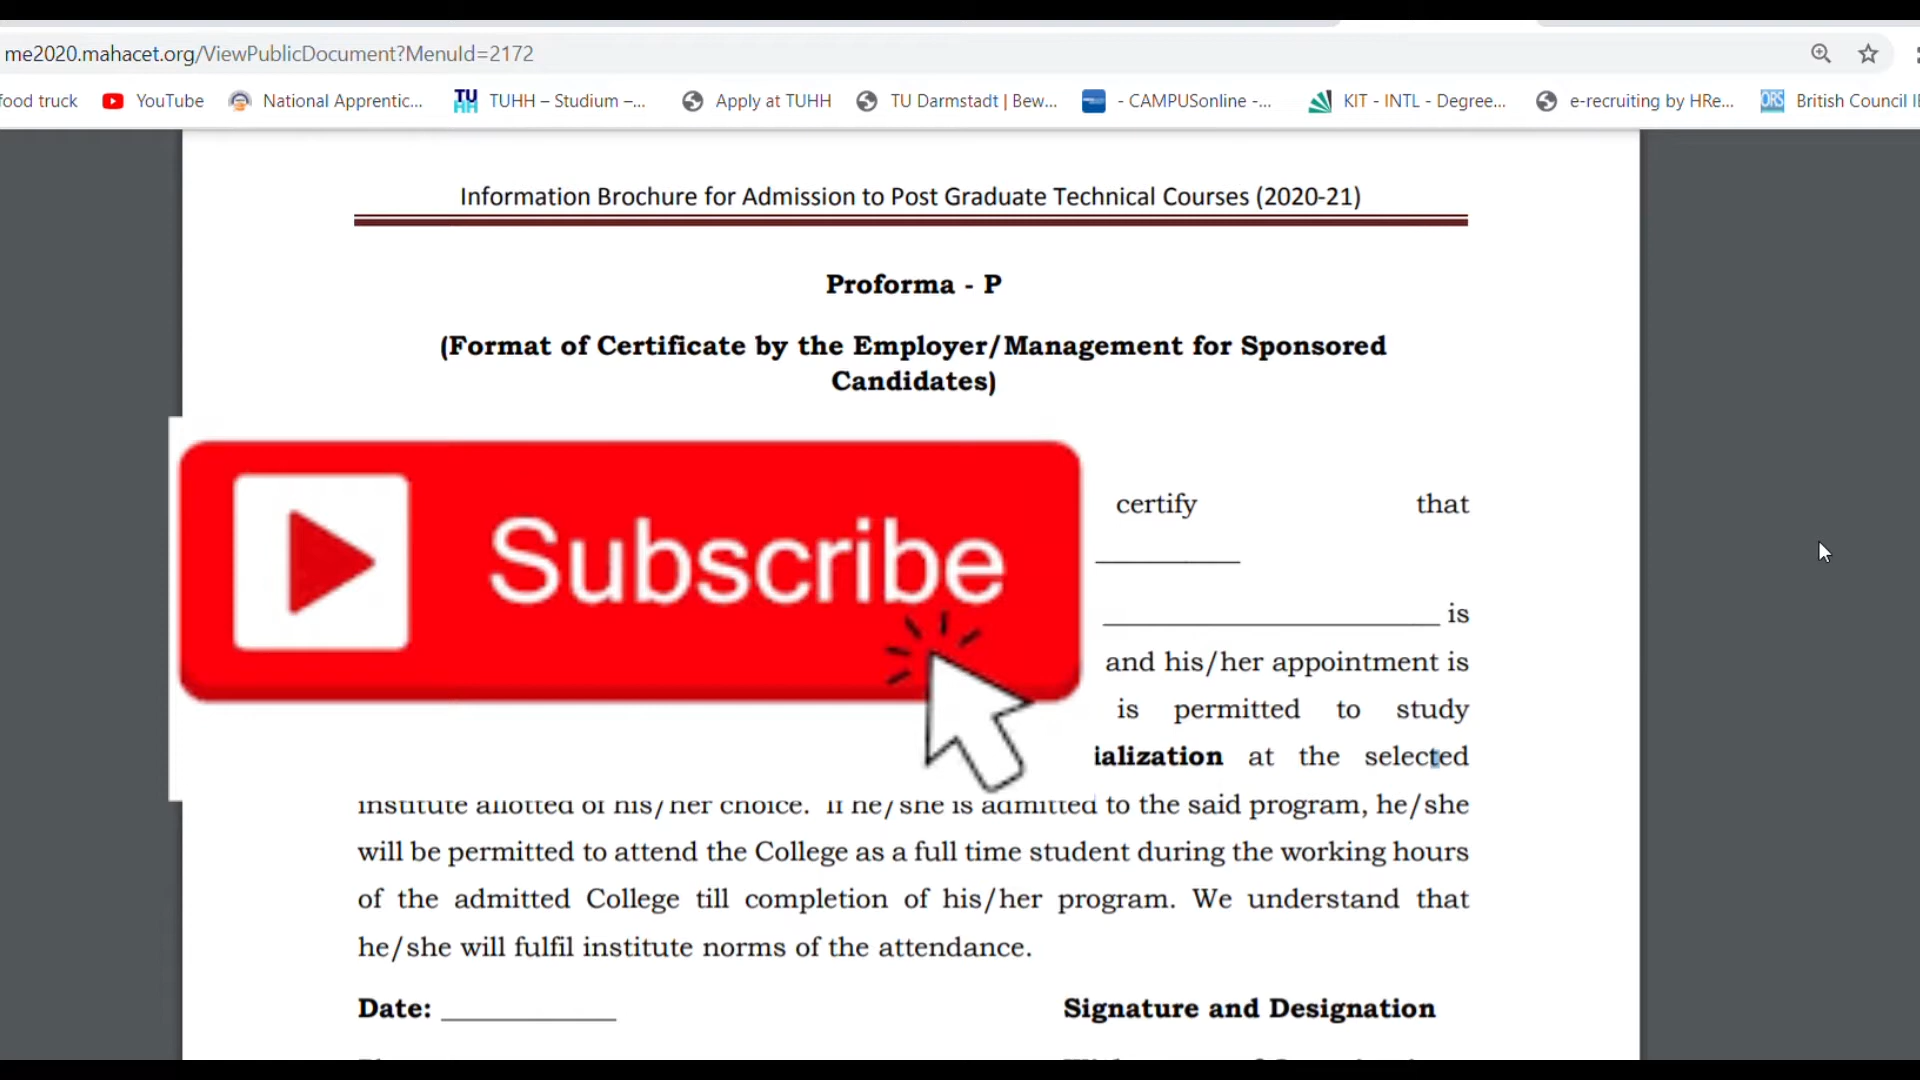 me2020.mahacet.org/ViewPublicDocument?MenuId=2172
food truck YouTube National Apprentic... TUHH – Studium –... Apply at TUHH TU Darmstadt | Bew... - CAMPUSonline -... KIT - INTL - Degree... e-recruiting by HRe... British Council
Information Brochure for Admission to Post Graduate Technical Courses (2020-21)
Proforma - P
(Format of Certificate by the Employer/Management for Sponsored
Candidates)
Subscribe
certify that
is
and his/her appointment is
is permitted to study
ialization at the selected
institute allotted of his/her choice. If he/she is admitted to the said program, he/she
will be permitted to attend the College as a full time student during the working hours
of the admitted College till completion of his/her program. We understand that
he/she will fulfil institute norms of the attendance.
Date: ____________ Signature and Designation